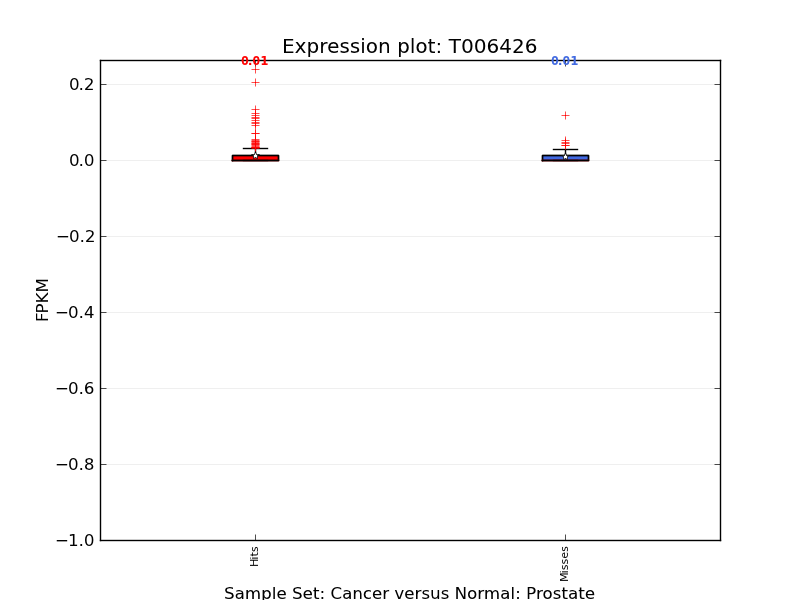 Expression plot: T006426
0.01 0.01
0.2
0.0
−0.2
−0.4
−0.6
−0.8
−1.0
FPKM
Hits Misses
Sample Set: Cancer versus Normal: Prostate